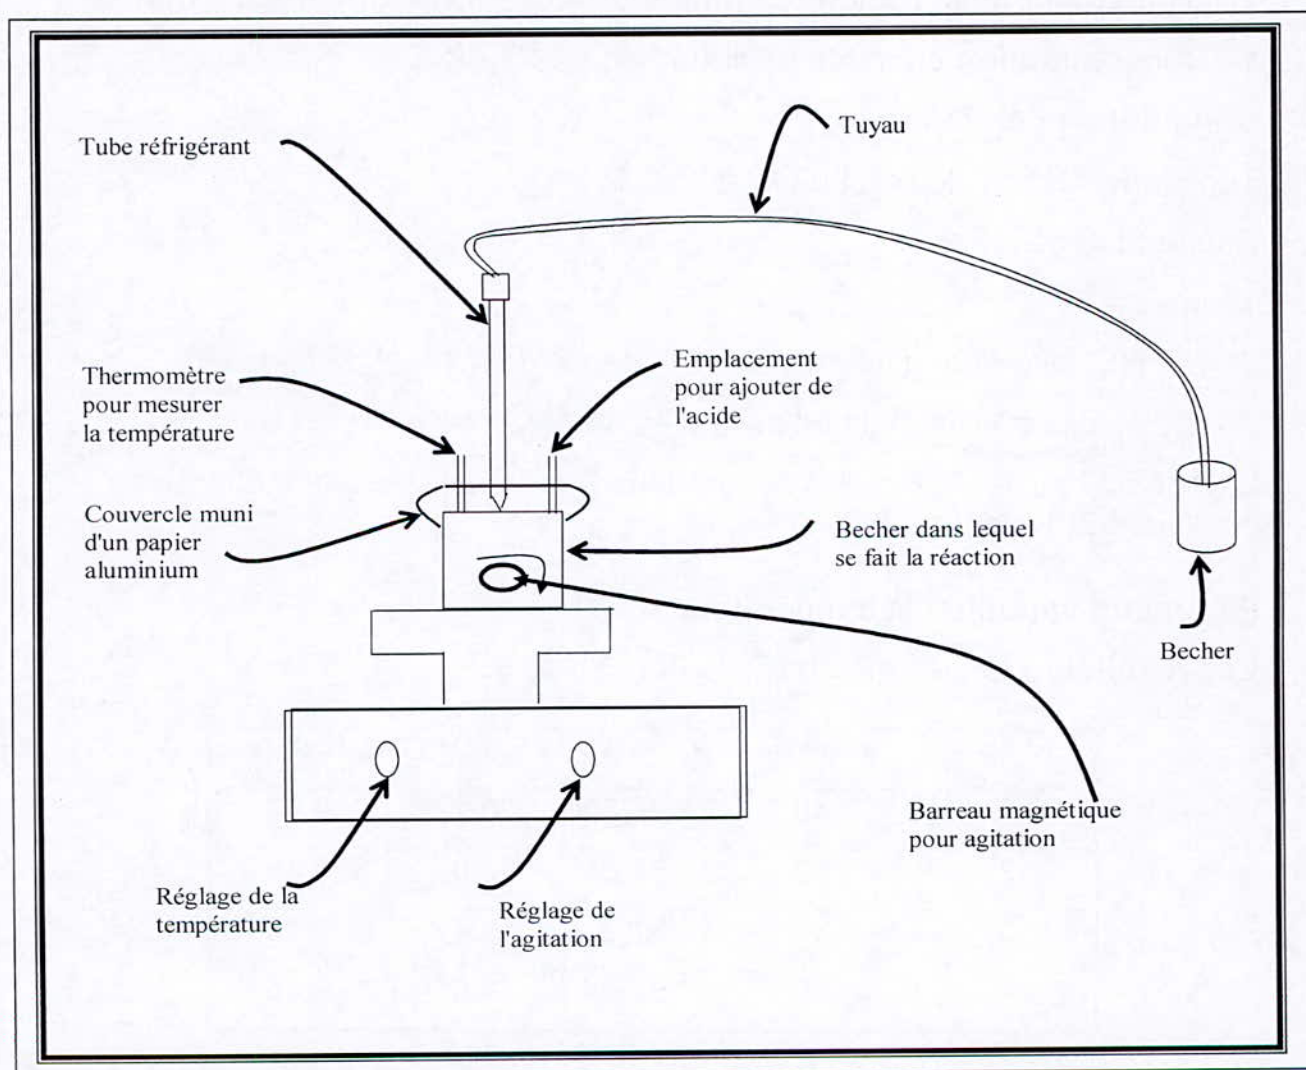 Tuyau
Tube réfrigérant
Emplacement
pour ajouter de
l'acide
Thermomètre
pour mesurer
la température
Couvercle muni
d'un papier
aluminium
Becher dans lequel
se fait la réaction
Becher
Barreau magnétique
pour agitation
Réglage de la
température
Réglage de
l'agitation